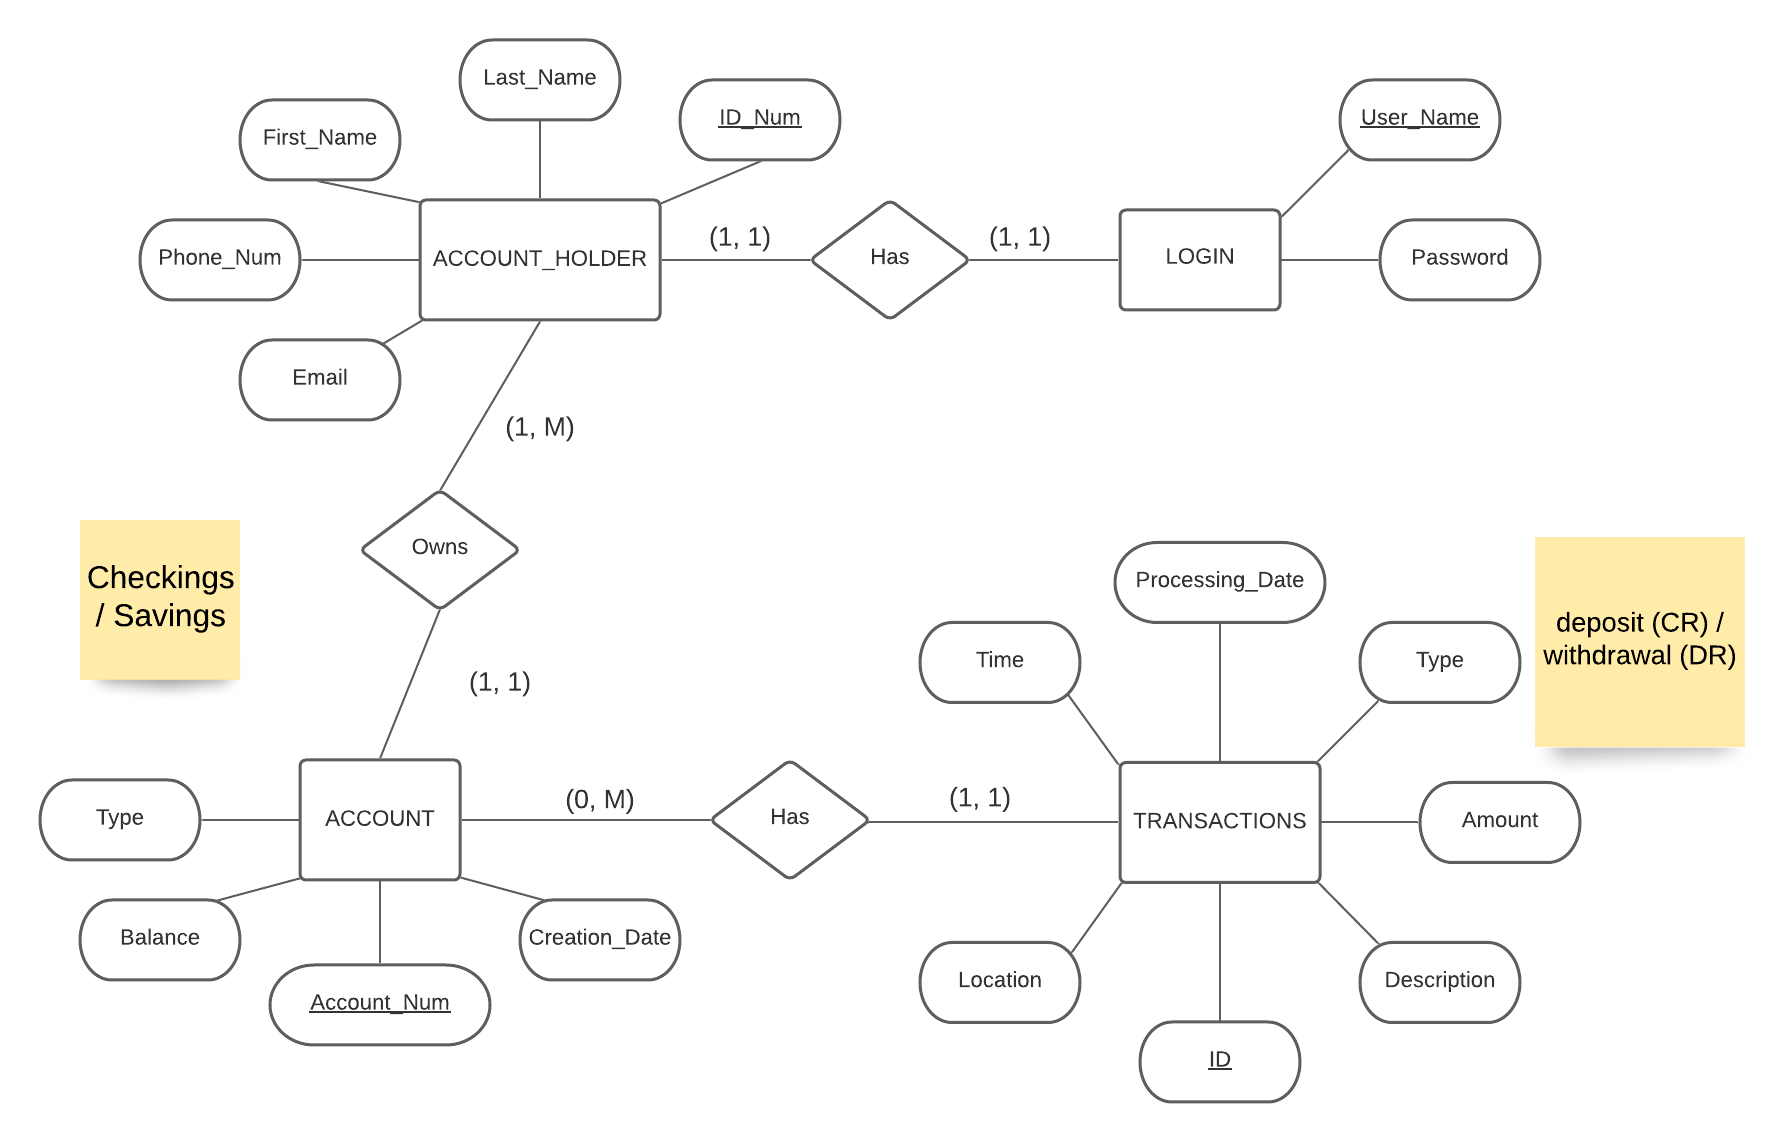 Last_Name
ID_Num
User_Name
First_Name
Phone_Num
ACCOUNT_HOLDER
(1, 1)
Has
(1, 1)
LOGIN
Password
Email
(1, M)
Owns
Checkings
/ Savings
(1, 1)
Processing_Date
Time
Type
deposit (CR) /
withdrawal (DR)
Type
ACCOUNT
(0, M)
Has
(1, 1)
TRANSACTIONS
Amount
Balance
Account_Num
Creation_Date
Location
ID
Description